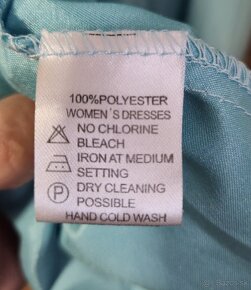 100%POLYESTER
WOMEN´S DRESSES
NO CHLORINE
BLEACH
IRON AT MEDIUM
SETTING
P DRY CLEANING
POSSIBLE
HAND COLD WASH